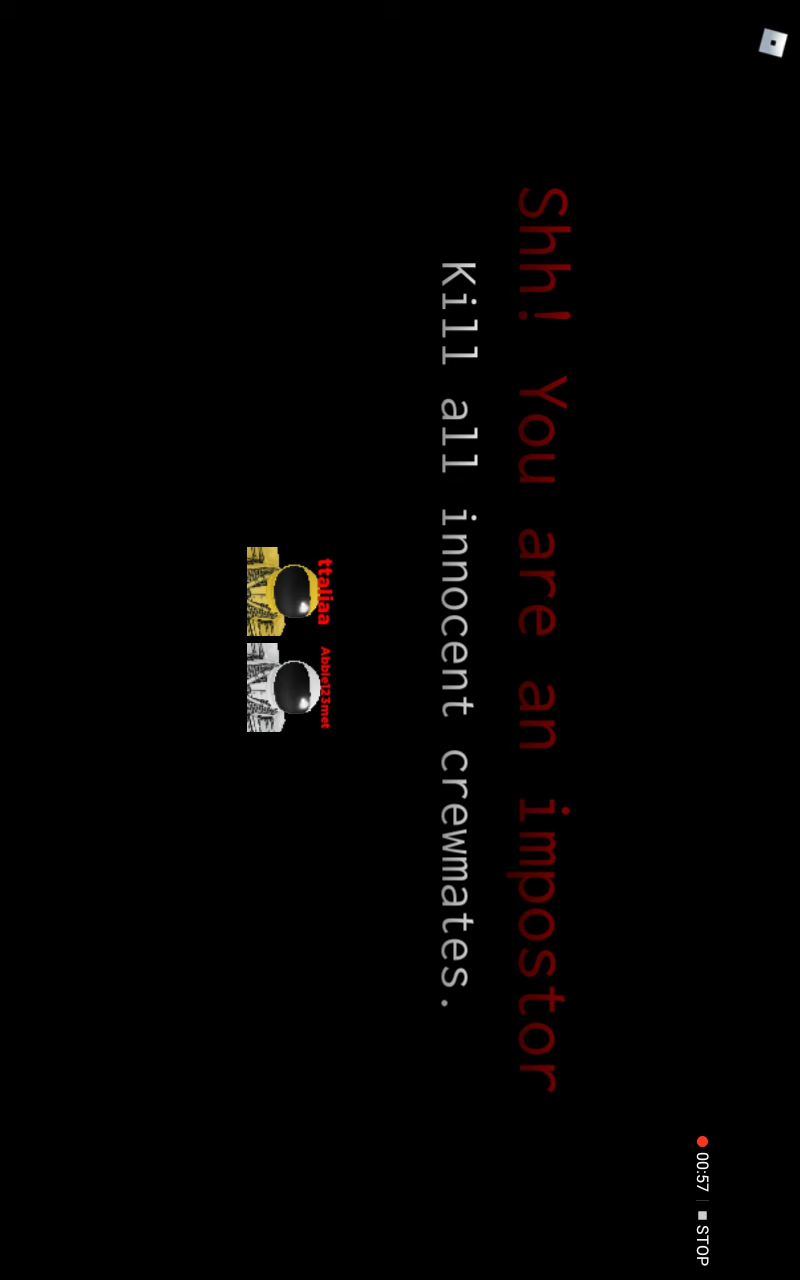 Shh! You are an impostor
Kill all innocent crewmates.
ttaliaa Abbie123met
00:57 STOP